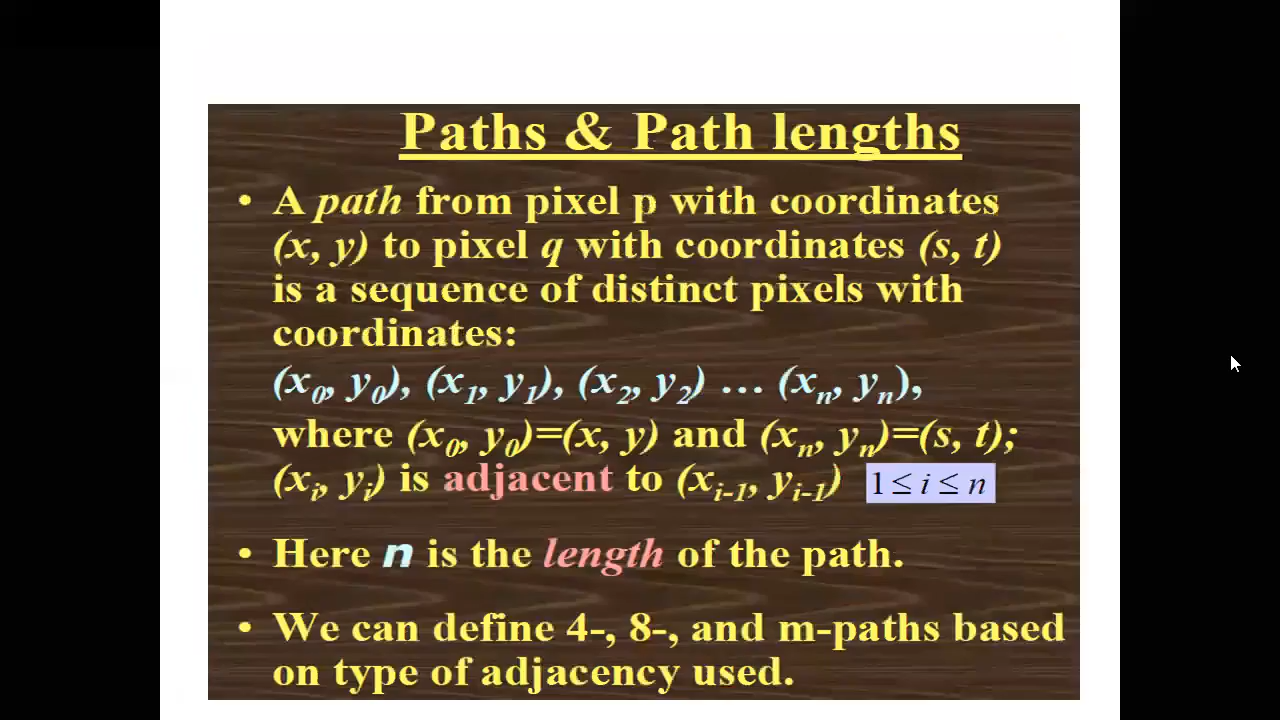 Paths & Path lengths
• A path from pixel p with coordinates
(x, y) to pixel q with coordinates (s, t)
is a sequence of distinct pixels with
coordinates:
(x₀, y₀), (x₁, y₁), (x₂, y₂) … (xₙ, yₙ),
where (x₀, y₀)=(x, y) and (xₙ, yₙ)=(s, t);
(xᵢ, yᵢ) is adjacent to (xᵢ₋₁, yᵢ₋₁) 1 ≤ i ≤ n
• Here n is the length of the path.
• We can define 4-, 8-, and m-paths based
on type of adjacency used.